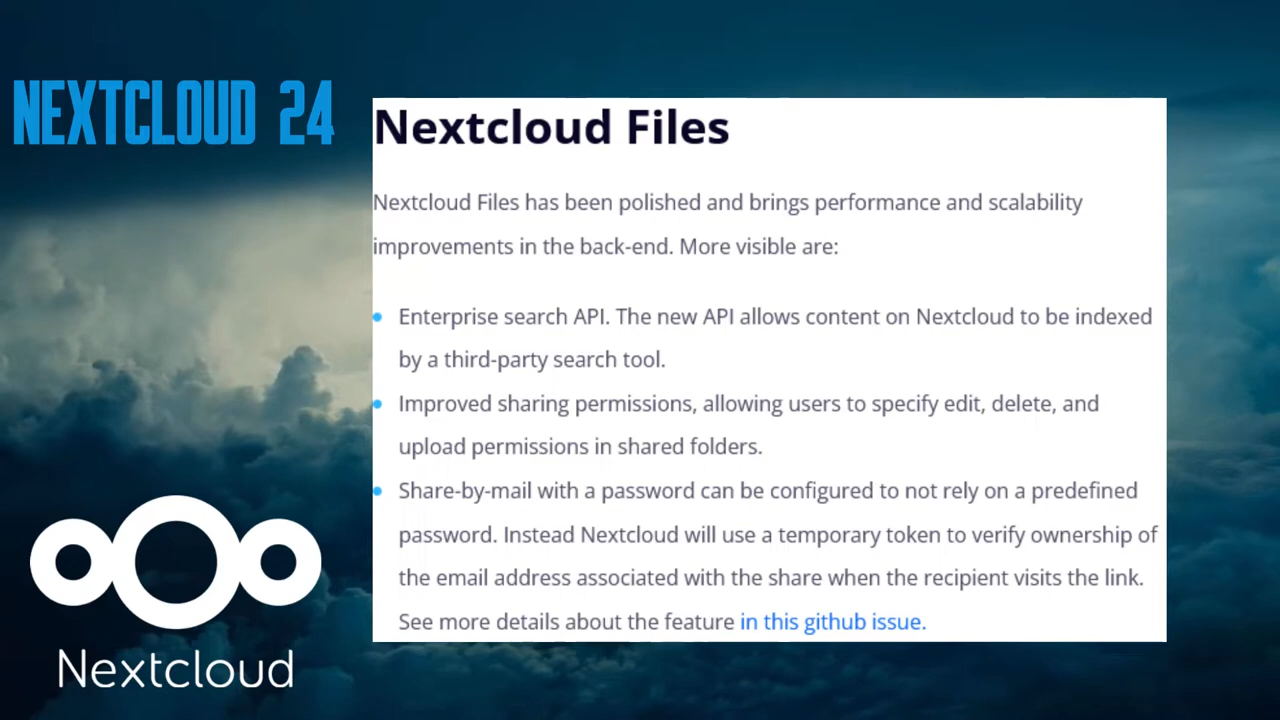 NEXTCLOUD 24
Nextcloud Files
Nextcloud Files has been polished and brings performance and scalability
improvements in the back-end. More visible are:
Enterprise search API. The new API allows content on Nextcloud to be indexed
by a third-party search tool.
Improved sharing permissions, allowing users to specify edit, delete, and
upload permissions in shared folders.
Share-by-mail with a password can be configured to not rely on a predefined
password. Instead Nextcloud will use a temporary token to verify ownership of
the email address associated with the share when the recipient visits the link.
See more details about the feature in this github issue.
Nextcloud